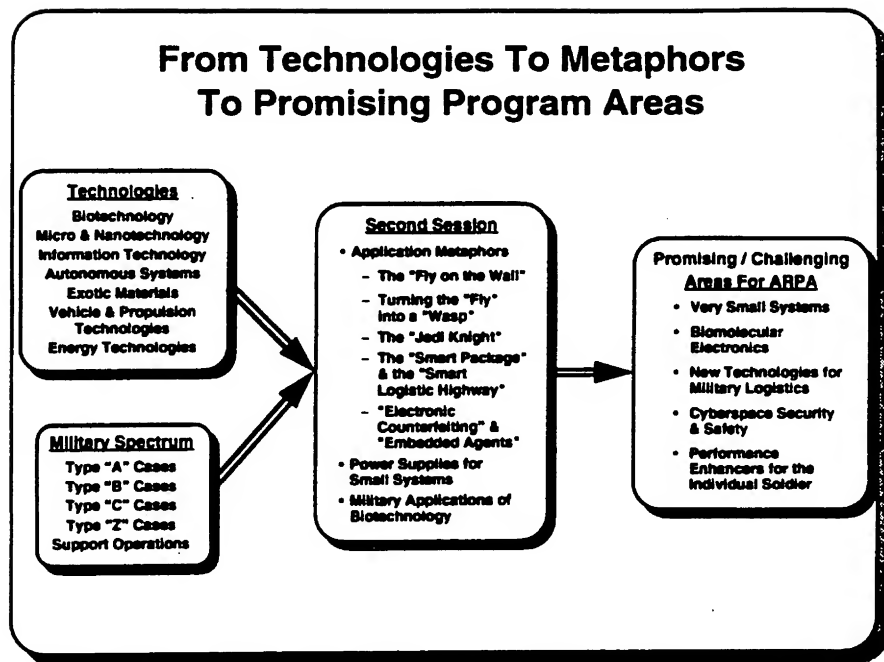 From Technologies To Metaphors
To Promising Program Areas
Technologies
Biotechnology
Micro & Nanotechnology
Information Technology
Autonomous Systems
Exotic Materials
Vehicle & Propulsion
Technologies
Energy Technologies
Military Spectrum
Type "A" Cases
Type "B" Cases
Type "C" Cases
Type "Z" Cases
Support Operations
Second Session
• Application Metaphors
– The "Fly on the Wall"
– Turning the "Fly"
into a "Wasp"
– The "Jedi Knight"
– The "Smart Package"
& the "Smart
Logistic Highway"
– "Electronic
Counterfeiting" &
"Embedded Agents"
• Power Supplies for
Small Systems
• Military Applications of
Biotechnology
Promising / Challenging
Areas For ARPA
• Very Small Systems
• Biomolecular
Electronics
• New Technologies for
Military Logistics
• Cyberspace Security
& Safety
• Performance
Enhancers for the
Individual Soldier